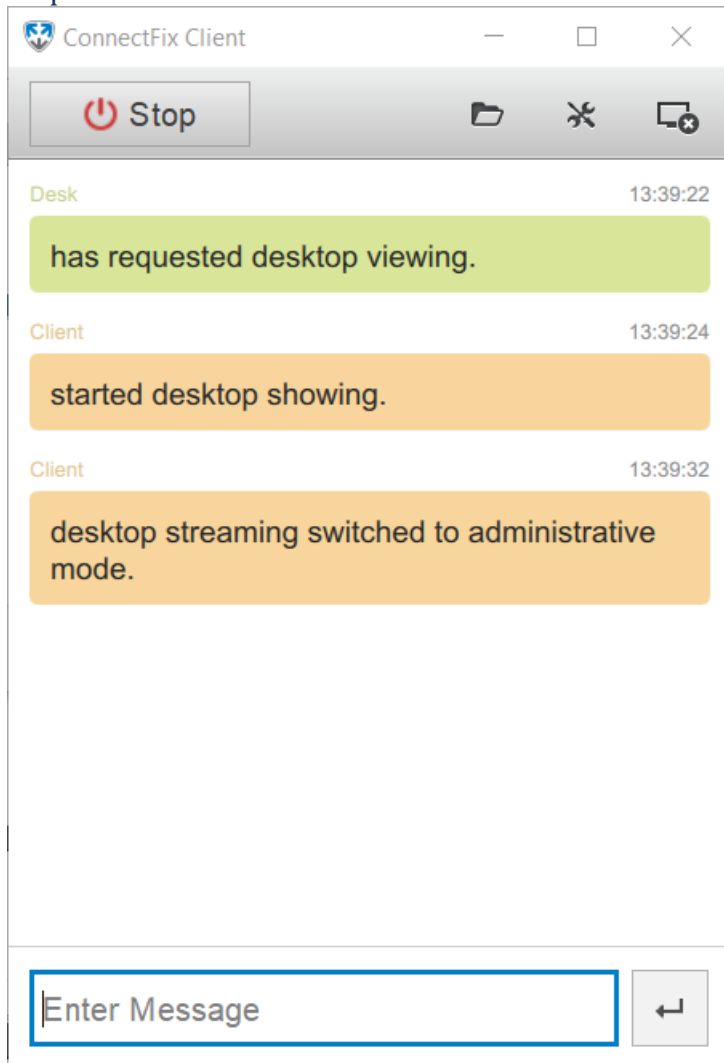 ConnectFix Client
Stop
Desk 13:39:22
has requested desktop viewing.
Client 13:39:24
started desktop showing.
Client 13:39:32
desktop streaming switched to administrative
mode.
Enter Message